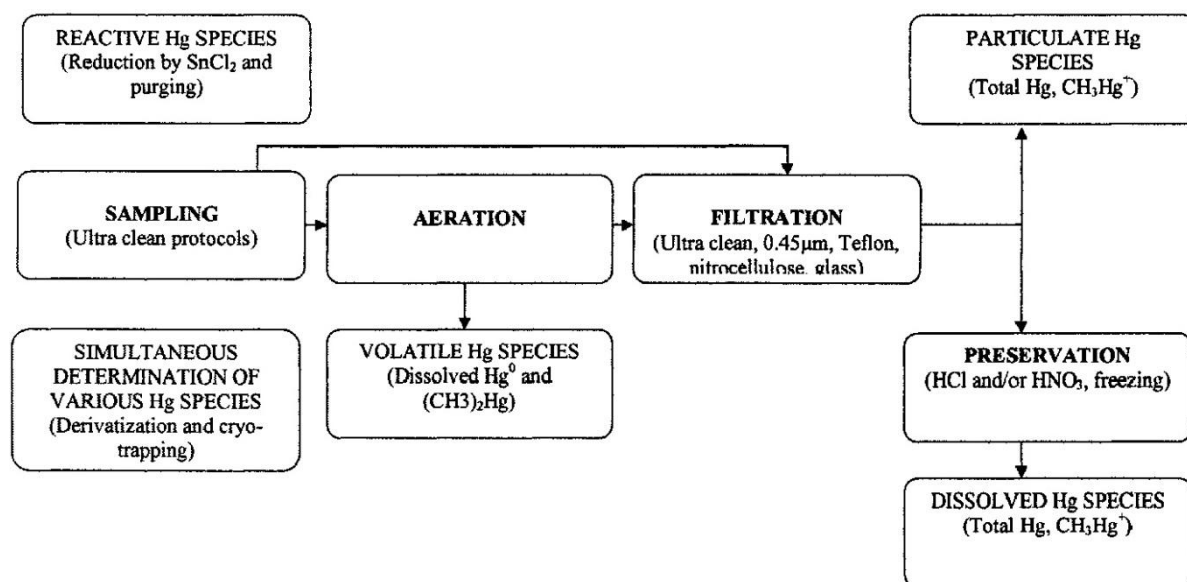 REACTIVE Hg SPECIES
(Reduction by SnCl₂ and
purging)
PARTICULATE Hg
SPECIES
(Total Hg, CH₃Hg⁺)
SAMPLING
(Ultra clean protocols)
AERATION
FILTRATION
(Ultra clean, 0.45µm, Teflon,
nitrocellulose, glass)
SIMULTANEOUS
DETERMINATION OF
VARIOUS Hg SPECIES
(Derivatization and cryo-
trapping)
VOLATILE Hg SPECIES
(Dissolved Hg⁰ and
(CH3)₂Hg)
PRESERVATION
(HCl and/or HNO₃, freezing)
DISSOLVED Hg SPECIES
(Total Hg, CH₃Hg⁺)